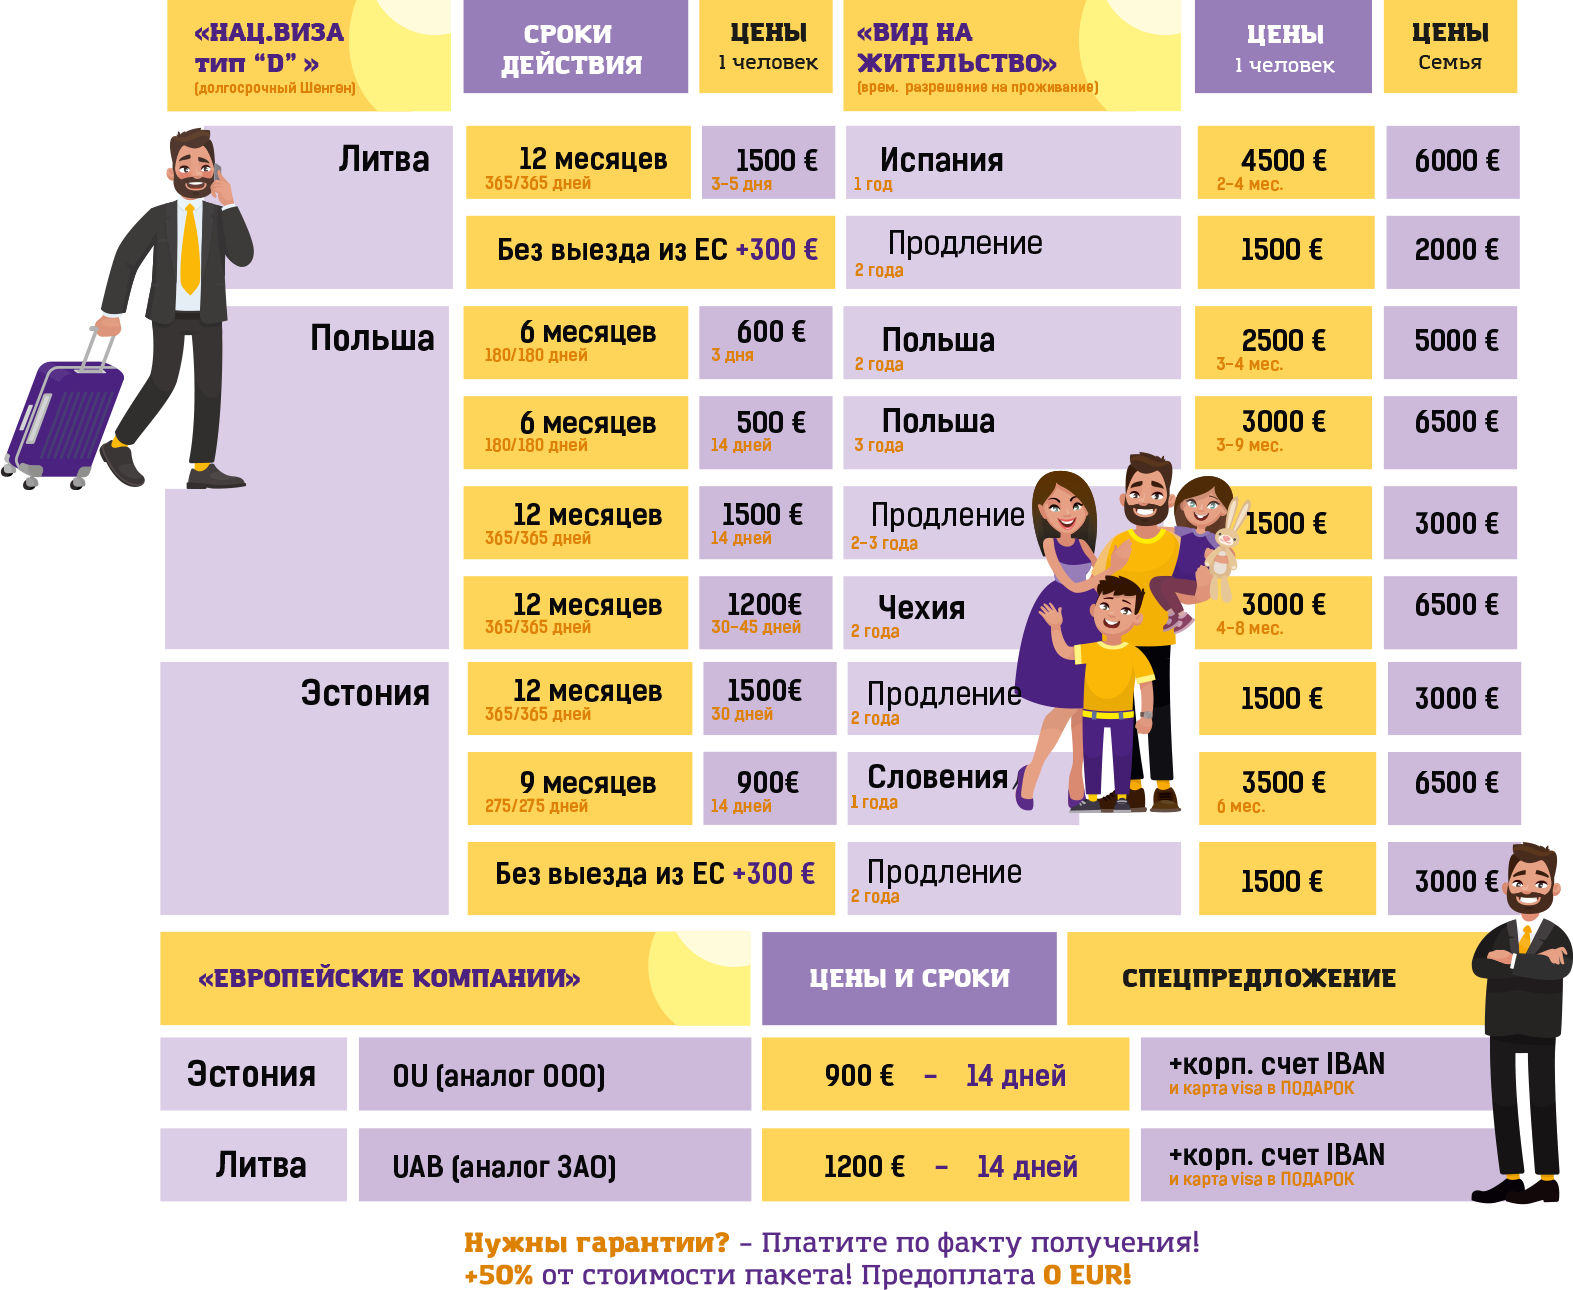 «НАЦ.ВИЗА
тип “D” »
(долгосрочный Шенген)
СРОКИ
ДЕЙСТВИЯ
ЦЕНЫ
1 человек
«ВИД НА
ЖИТЕЛЬСТВО»
(врем. разрешение на проживание)
ЦЕНЫ
1 человек
ЦЕНЫ
Семья
Литва
12 месяцев
365/365 дней
1500 €
3-5 дня
Испания
1 год
4500 €
2-4 мес.
6000 €
Без выезда из ЕС +300 €
Продление
2 года
1500 €
2000 €
Польша
6 месяцев
180/180 дней
600 €
3 дня
Польша
2 года
2500 €
3-4 мес.
5000 €
6 месяцев
180/180 дней
500 €
14 дней
Польша
3 года
3000 €
3-9 мес.
6500 €
12 месяцев
365/365 дней
1500 €
14 дней
Продление
2-3 года
1500 €
3000 €
12 месяцев
365/365 дней
1200€
30-45 дней
Чехия
2 года
3000 €
4-8 мес.
6500 €
Эстония
12 месяцев
365/365 дней
1500€
30 дней
Продление
2 года
1500 €
3000 €
9 месяцев
275/275 дней
900€
14 дней
Словения
1 года
3500 €
6 мес.
6500 €
Без выезда из ЕС +300 €
Продление
2 года
1500 €
3000 €
«ЕВРОПЕЙСКИЕ КОМПАНИИ»
ЦЕНЫ И СРОКИ
СПЕЦПРЕДЛОЖЕНИЕ
Эстония
OU (аналог ООО)
900 € - 14 дней
+корп. счет IBAN
и карта visa в ПОДАРОК
Литва
UAB (аналог ЗАО)
1200 € - 14 дней
+корп. счет IBAN
и карта visa в ПОДАРОК
Нужны гарантии? - Платите по факту получения!
+50% от стоимости пакета! Предоплата 0 EUR!